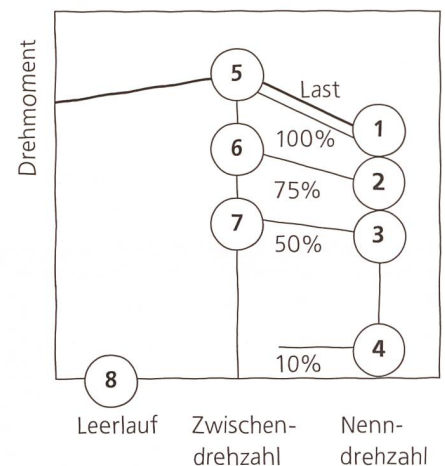 Drehmoment
5
Last
1
100%
6
2
75%
7
3
50%
4
10%
8
Leerlauf
Zwischen-
drehzahl
Nenn-
drehzahl